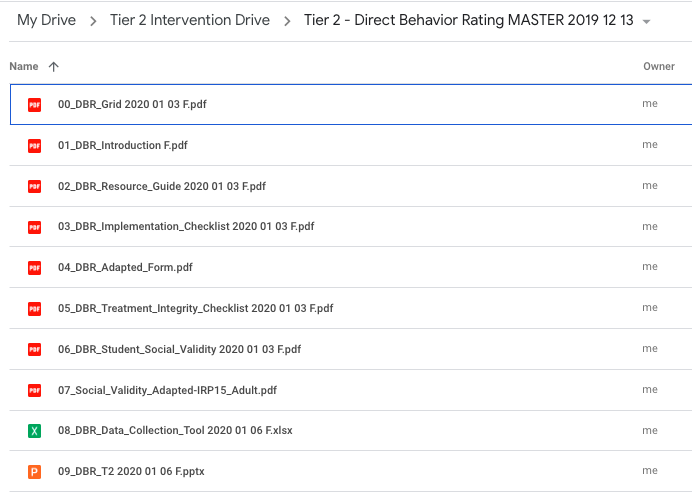 My Drive > Tier 2 Intervention Drive > Tier 2 - Direct Behavior Rating MASTER 2019 12 13
Name ↑ Owner
PDF 00_DBR_Grid 2020 01 03 F.pdf me
PDF 01_DBR_Introduction F.pdf me
PDF 02_DBR_Resource_Guide 2020 01 03 F.pdf me
PDF 03_DBR_Implementation_Checklist 2020 01 03 F.pdf me
PDF 04_DBR_Adapted_Form.pdf me
PDF 05_DBR_Treatment_Integrity_Checklist 2020 01 03 F.pdf me
PDF 06_DBR_Student_Social_Validity 2020 01 03 F.pdf me
PDF 07_Social_Validity_Adapted-IRP15_Adult.pdf me
X 08_DBR_Data_Collection_Tool 2020 01 06 F.xlsx me
P 09_DBR_T2 2020 01 06 F.pptx me